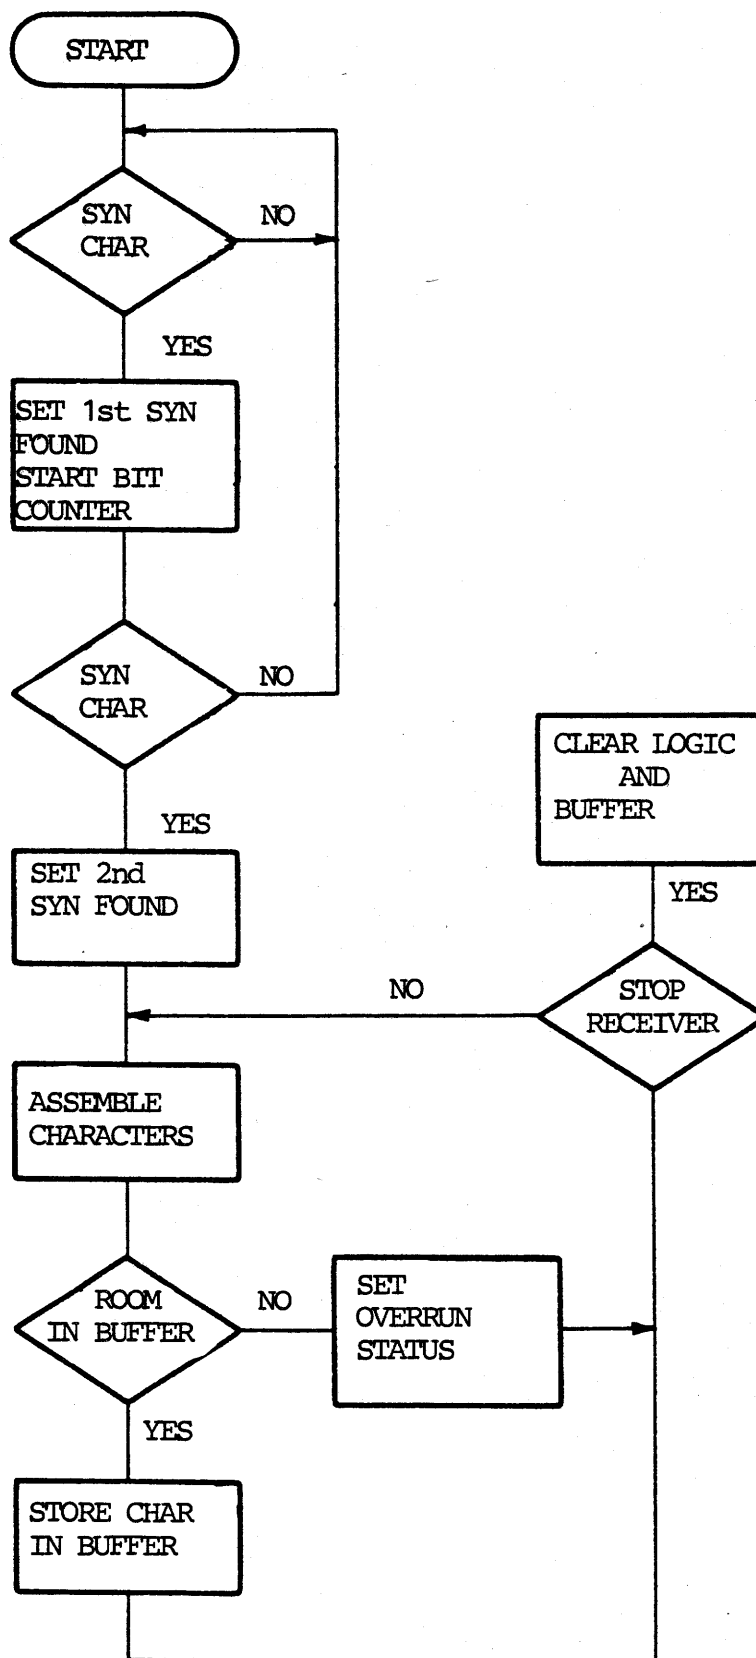 START
SYN
CHAR
NO
YES
SET 1st SYN
FOUND
START BIT
COUNTER
SYN
CHAR
NO
YES
SET 2nd
SYN FOUND
CLEAR LOGIC
AND
BUFFER
YES
STOP
RECEIVER
NO
ASSEMBLE
CHARACTERS
ROOM
IN BUFFER
NO
SET
OVERRUN
STATUS
YES
STORE CHAR
IN BUFFER